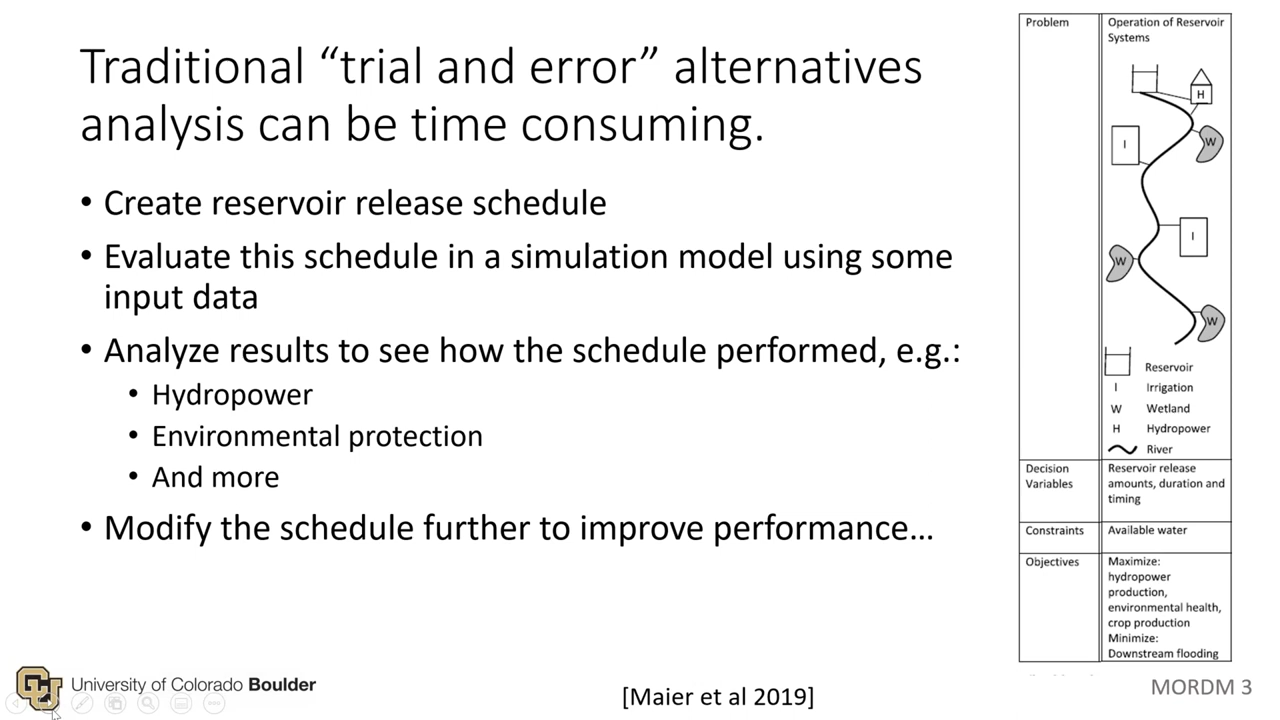 Traditional “trial and error” alternatives
analysis can be time consuming.
• Create reservoir release schedule
• Evaluate this schedule in a simulation model using some
input data
• Analyze results to see how the schedule performed, e.g.:
• Hydropower
• Environmental protection
• And more
• Modify the schedule further to improve performance…
Problem
Operation of Reservoir
Systems
H
I
W
I
W
W
Reservoir
I Irrigation
W Wetland
H Hydropower
River
Decision
Variables
Reservoir release
amounts, duration and
timing
Constraints
Available water
Objectives
Maximize:
hydropower
production,
environmental health,
crop production
Minimize:
Downstream flooding
CU
University of Colorado Boulder
[Maier et al 2019]
MORDM 3